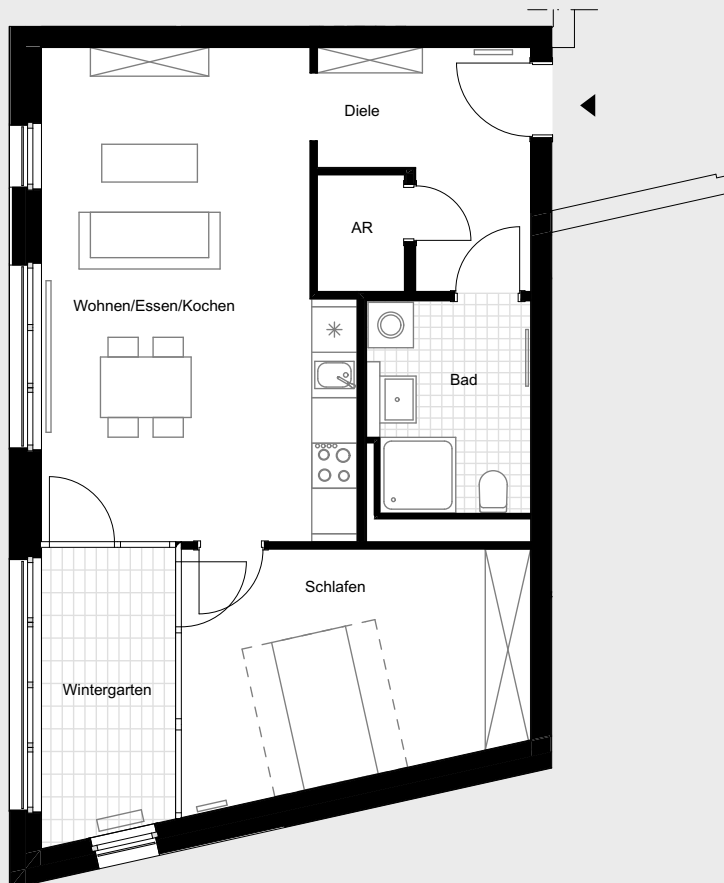 Diele
AR
Wohnen/Essen/Kochen
Bad
Schlafen
Wintergarten